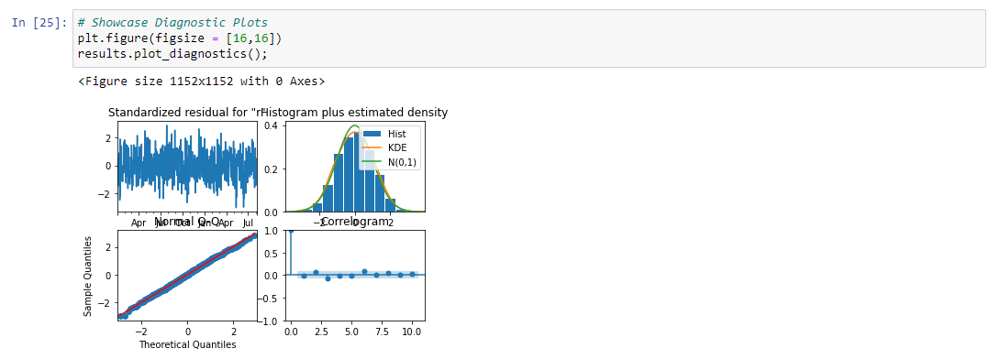 In [25]:
# Showcase Diagnostic Plots
plt.figure(figsize = [16,16])
results.plot_diagnostics();
<Figure size 1152x1152 with 0 Axes>
Standardized residual for "r"
Histogram plus estimated density
2
0
−2
Apr Jul Oct Jan Apr Jul
0.4
0.2
0.0
Hist
KDE
N(0,1)
−2 0 2
Normal Q-Q
Correlogram
Sample Quantiles
2
0
−2
−2 0 2
Theoretical Quantiles
1.0
0.5
0.0
−0.5
−1.0
0.0 2.5 5.0 7.5 10.0